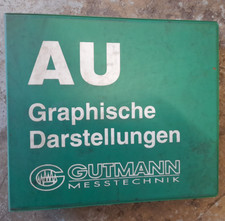 AU
Graphische
Darstellungen
GUTMANN
MESSTECHNIK